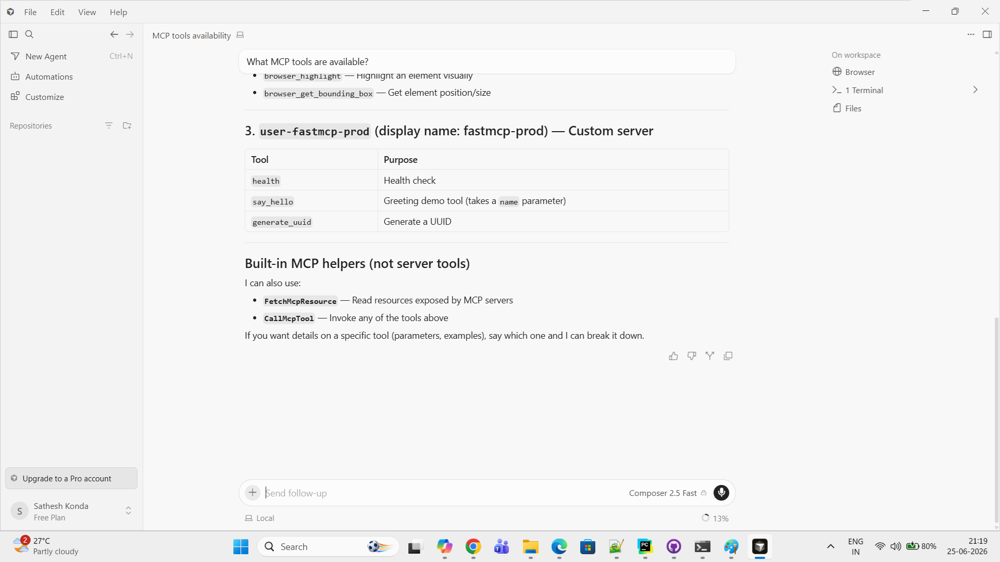 File Edit View Help
MCP tools availability
New Agent Ctrl+N
Automations
Customize
Repositories
What MCP tools are available?
browser_highlight — Highlight an element visually
browser_get_bounding_box — Get element position/size
3. user-fastmcp-prod (display name: fastmcp-prod) — Custom server
Tool Purpose
health Health check
say_hello Greeting demo tool (takes a name parameter)
generate_uuid Generate a UUID
Built-in MCP helpers (not server tools)
I can also use:
FetchMcpResource — Read resources exposed by MCP servers
CallMcpTool — Invoke any of the tools above
If you want details on a specific tool (parameters, examples), say which one and I can break it down.
On workspace
Browser
1 Terminal
Files
Upgrade to a Pro account
S
Sathesh Konda
Free Plan
Send follow-up Composer 2.5 Fast
Local 13%
2
27°C
Partly cloudy
Search
T
PC
ENG
IN
80%
21:19
25-06-2026